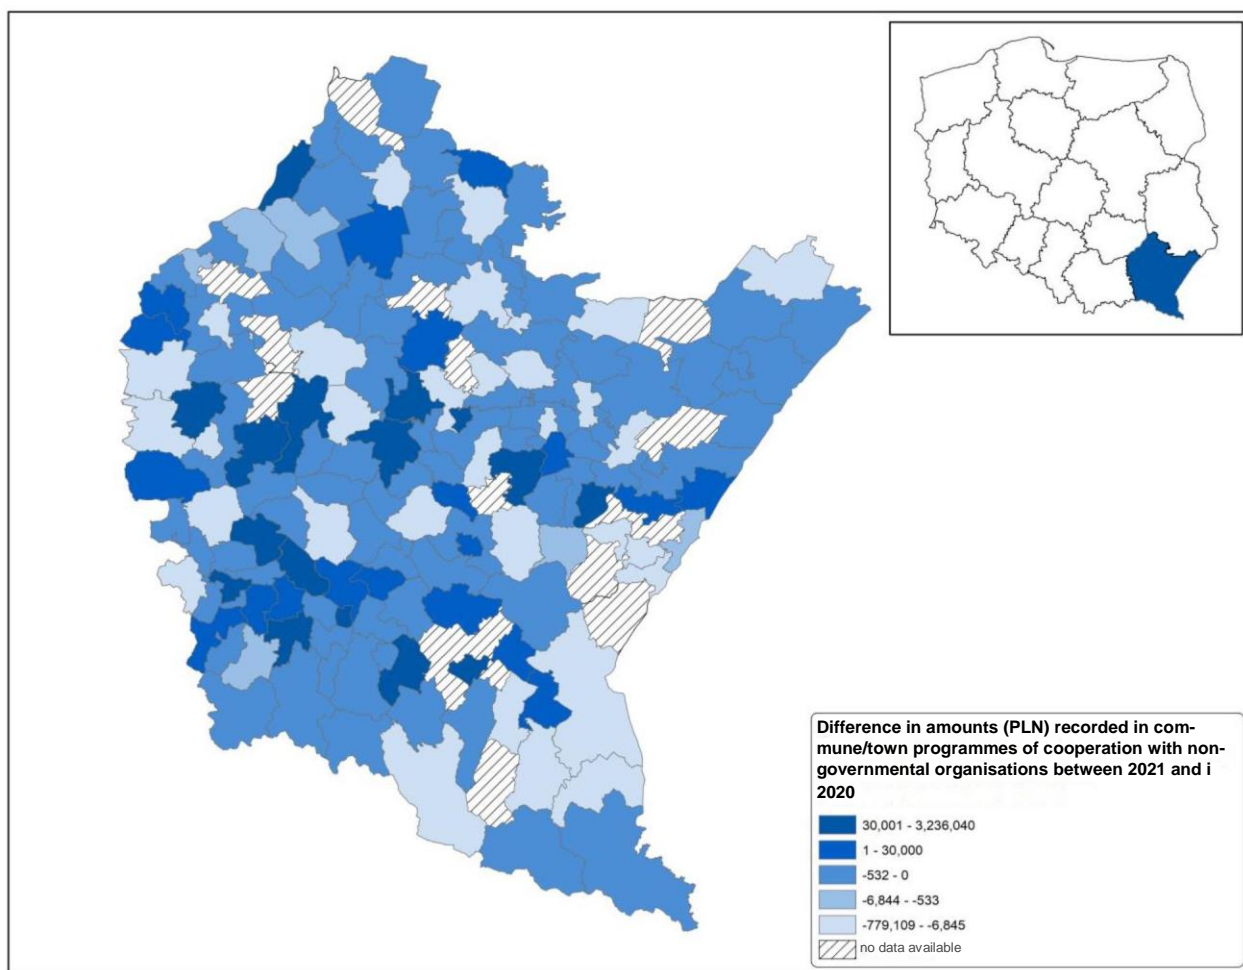 Difference in amounts (PLN) recorded in com-
mune/town programmes of cooperation with non-
governmental organisations between 2021 and i
2020
30,001 - 3,236,040
1 - 30,000
-532 - 0
-6,844 - -533
-779,109 - -6,845
no data available